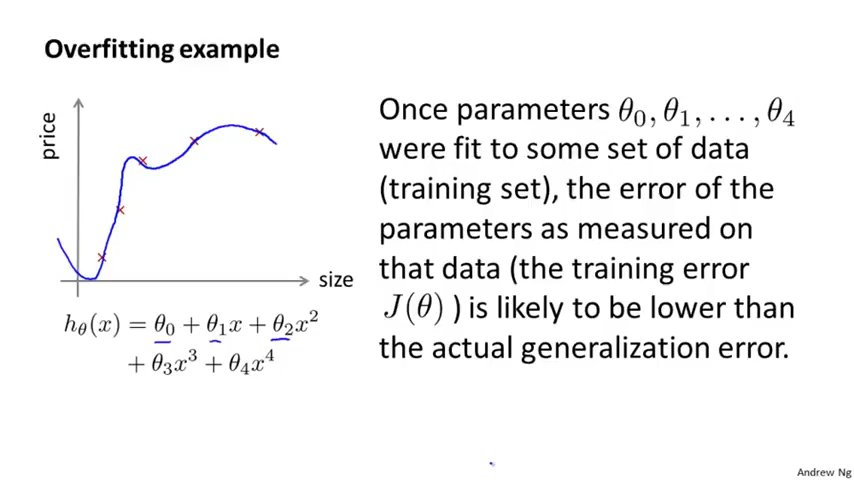 Overfitting example
price
size
hθ(x) = θ0 + θ1x + θ2x²
+ θ3x³ + θ4x⁴
Once parameters θ0, θ1, . . . , θ4
were fit to some set of data
(training set), the error of the
parameters as measured on
that data (the training error
J(θ) ) is likely to be lower than
the actual generalization error.
Andrew Ng